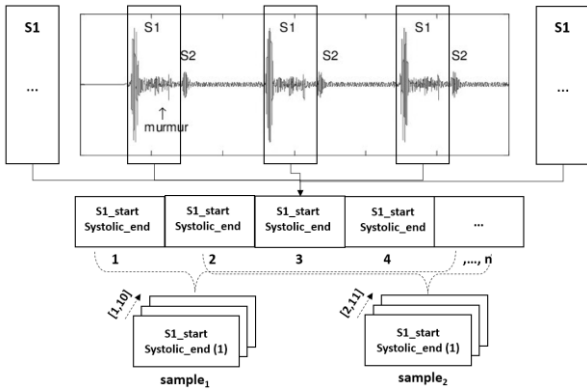 S1
...
S1
S2
murmur
S1
S2
S1
S2
S1
...
S1_start
Systolic_end
S1_start
Systolic_end
S1_start
Systolic_end
S1_start
Systolic_end
...
1
2
3
4
,..., n
[1,10]
S1_start
Systolic_end (1)
sample₁
[2,11]
S1_start
Systolic_end (1)
sample₂